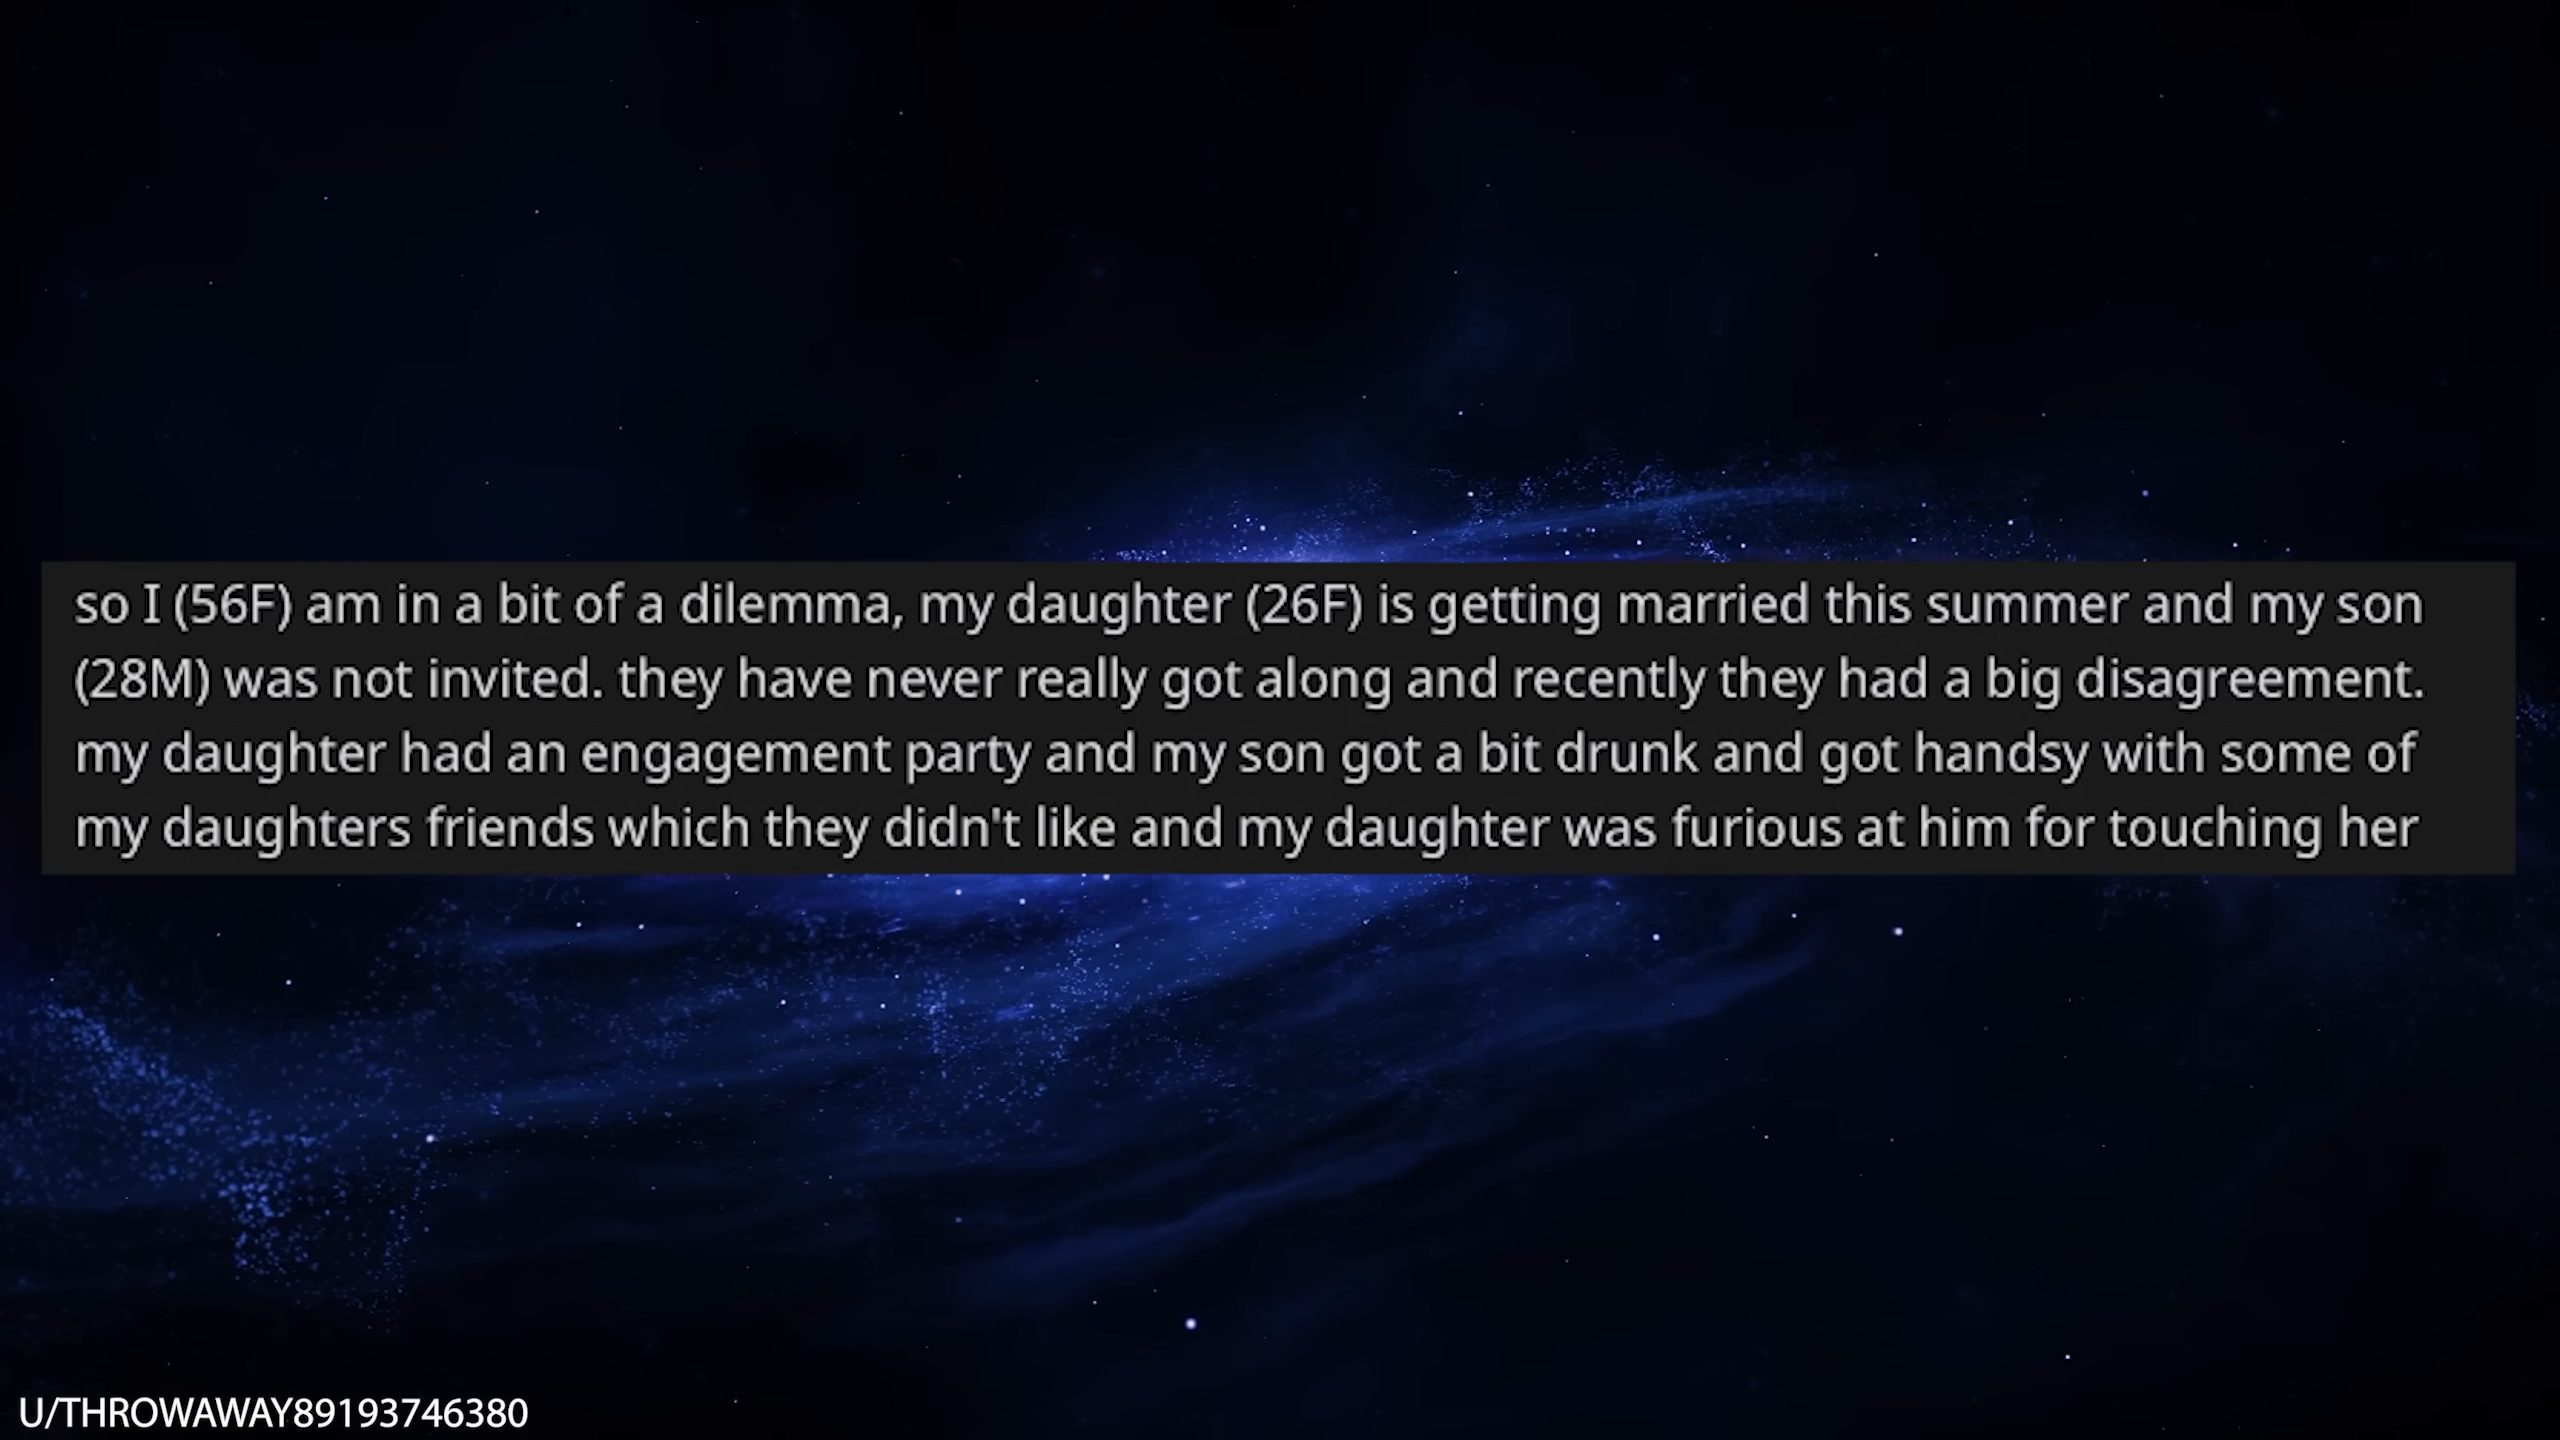 so I (56F) am in a bit of a dilemma, my daughter (26F) is getting married this summer and my son
(28M) was not invited. they have never really got along and recently they had a big disagreement.
my daughter had an engagement party and my son got a bit drunk and got handsy with some of
my daughters friends which they didn't like and my daughter was furious at him for touching her
U/THROWAWAY89193746380